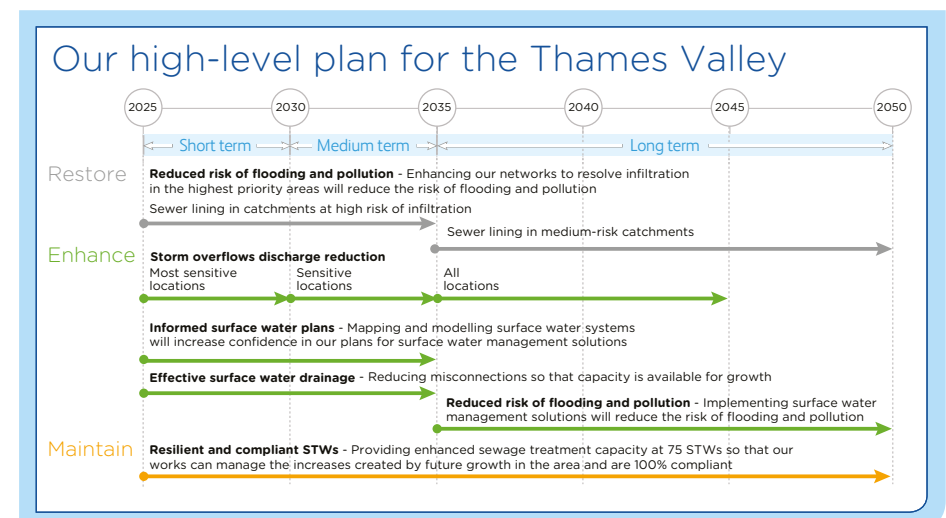 Our high-level plan for the Thames Valley
2025 2030 2035 2040 2045 2050
Short term Medium term Long term
Restore
Reduced risk of flooding and pollution - Enhancing our networks to resolve infiltration
in the highest priority areas will reduce the risk of flooding and pollution
Sewer lining in catchments at high risk of infiltration
Sewer lining in medium-risk catchments
Enhance
Storm overflows discharge reduction
Most sensitive
locations
Sensitive
locations
All
locations
Informed surface water plans - Mapping and modelling surface water systems
will increase confidence in our plans for surface water management solutions
Effective surface water drainage - Reducing misconnections so that capacity is available for growth
Reduced risk of flooding and pollution - Implementing surface water
management solutions will reduce the risk of flooding and pollution
Maintain
Resilient and compliant STWs - Providing enhanced sewage treatment capacity at 75 STWs so that our
works can manage the increases created by future growth in the area and are 100% compliant